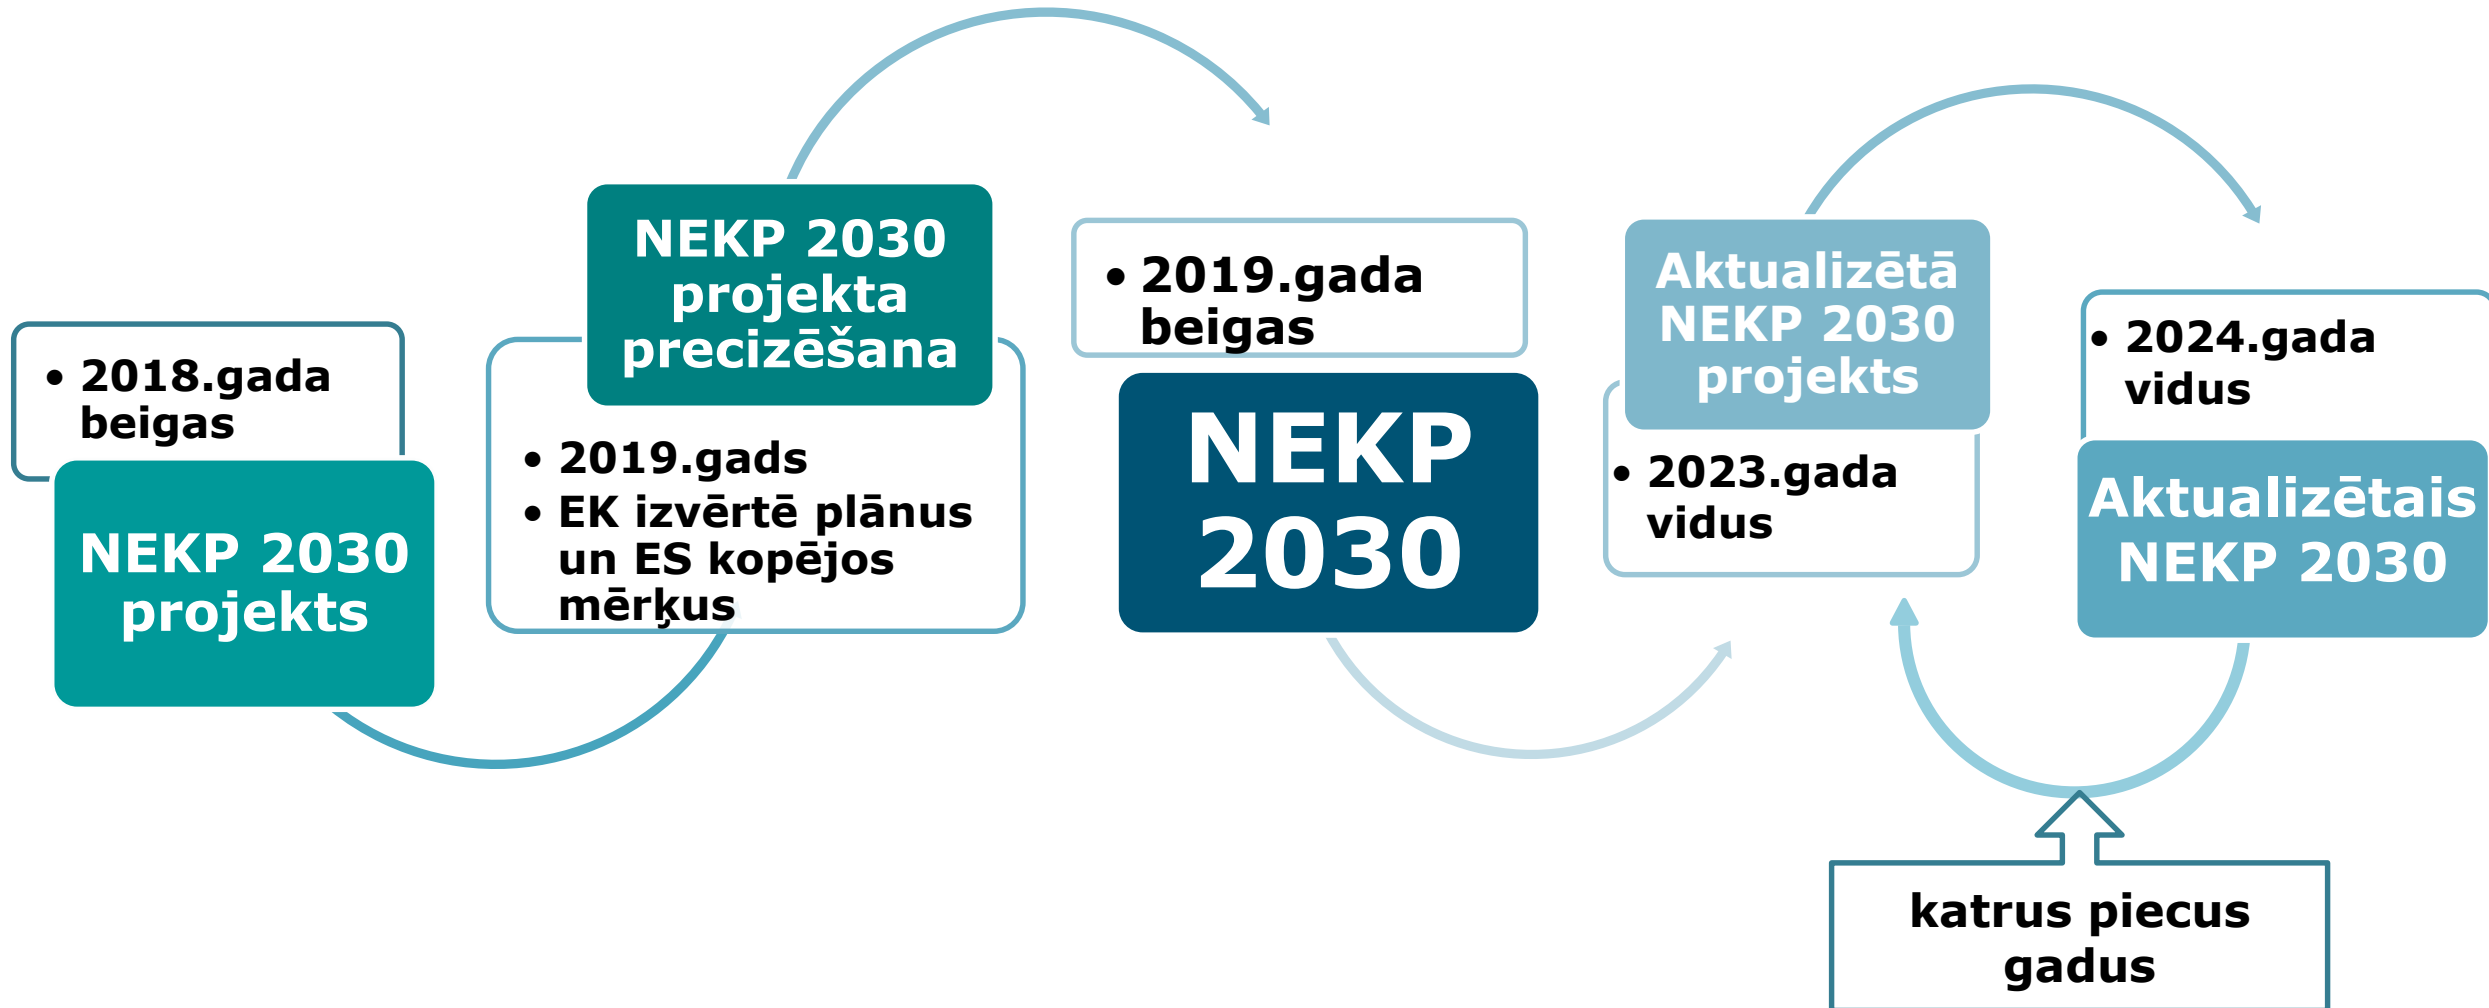 • 2018.gada
beigas
NEKP 2030
projekts
NEKP 2030
projekta
precizēšana
• 2019.gads
• EK izvērtē plānus
un ES kopējos
mērķus
• 2019.gada
beigas
NEKP
2030
Aktualizētā
NEKP 2030
projekts
• 2023.gada
vidus
• 2024.gada
vidus
Aktualizētais
NEKP 2030
katrus piecus
gadus